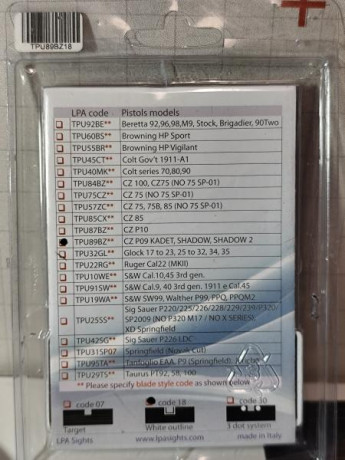 TPU89BZ18
LPA code Pistols models
TPU92BE** Beretta 92,96,98,M9, Stock, Brigadier, 90Two
TPU60BS** Browning HP Sport
TPU55BR** Browning HP Vigilant
TPU45CT** Colt Gov't 1911-A1
TPU40MK** Colt series 70,80,90
TPU84BZ** CZ 100, CZ75 (NO 75 SP-01)
TPU75CZ** CZ 75 (NO 75 SP-01)
TPU57ZC** CZ 75, 75B, 85 (NO 75 SP-01)
TPU85CX** CZ 85
TPU87BZ** CZ P10
TPU89BZ** CZ P09 KADET, SHADOW, SHADOW 2
TPU32GL** Glock 17 to 23, 25 to 32, 34, 35
TPU22RG** Ruger Cal22 (MKII)
TPU10WE** S&W Cal.10,45 3rd gen.
TPU91SW** S&W Cal.9, 40 3rd gen. 1911 e Cal.45
TPU19WA** S&W SW99, Walther P99, PPQ, PPQM2
TPU25SS** Sig Sauer P220/225/226/228/229/239/P320/
SP2009 (NO P320 M17 / NO X SERIES)
XD Springfield
TPU42SG** Sig Sauer P226 LDC
TPU31SP07 Springfield (Novak Cut)
TPU95TA** Tanfoglio EAA, P9 (Springfield),
TPU29TS** Taurus PT92, 58, 100
** Please specify blade style code as shown below
code 07 code 18 code 30
Target White outline 3 dot system
LPA Sights www.lpasights.com made in Italy